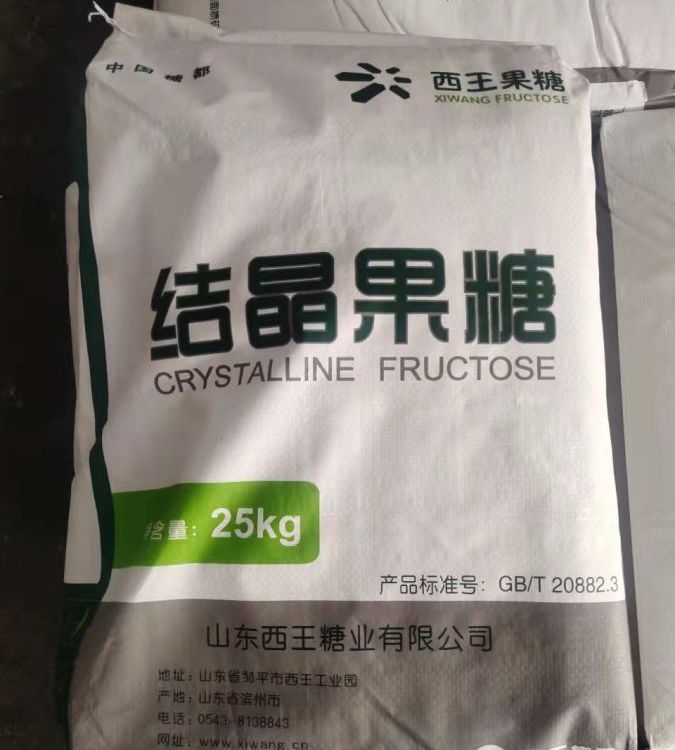 中国糖都
西王果糖
XIWANG FRUCTOSE
结晶果糖
CRYSTALLINE FRUCTOSE
含量：25kg
产品标准号：GB/T 20882.3
山东西王糖业有限公司
地址：山东省邹平市西王工业园
产地：山东省滨州市
电话：0543-8138843
网址：www.xiwang.cn